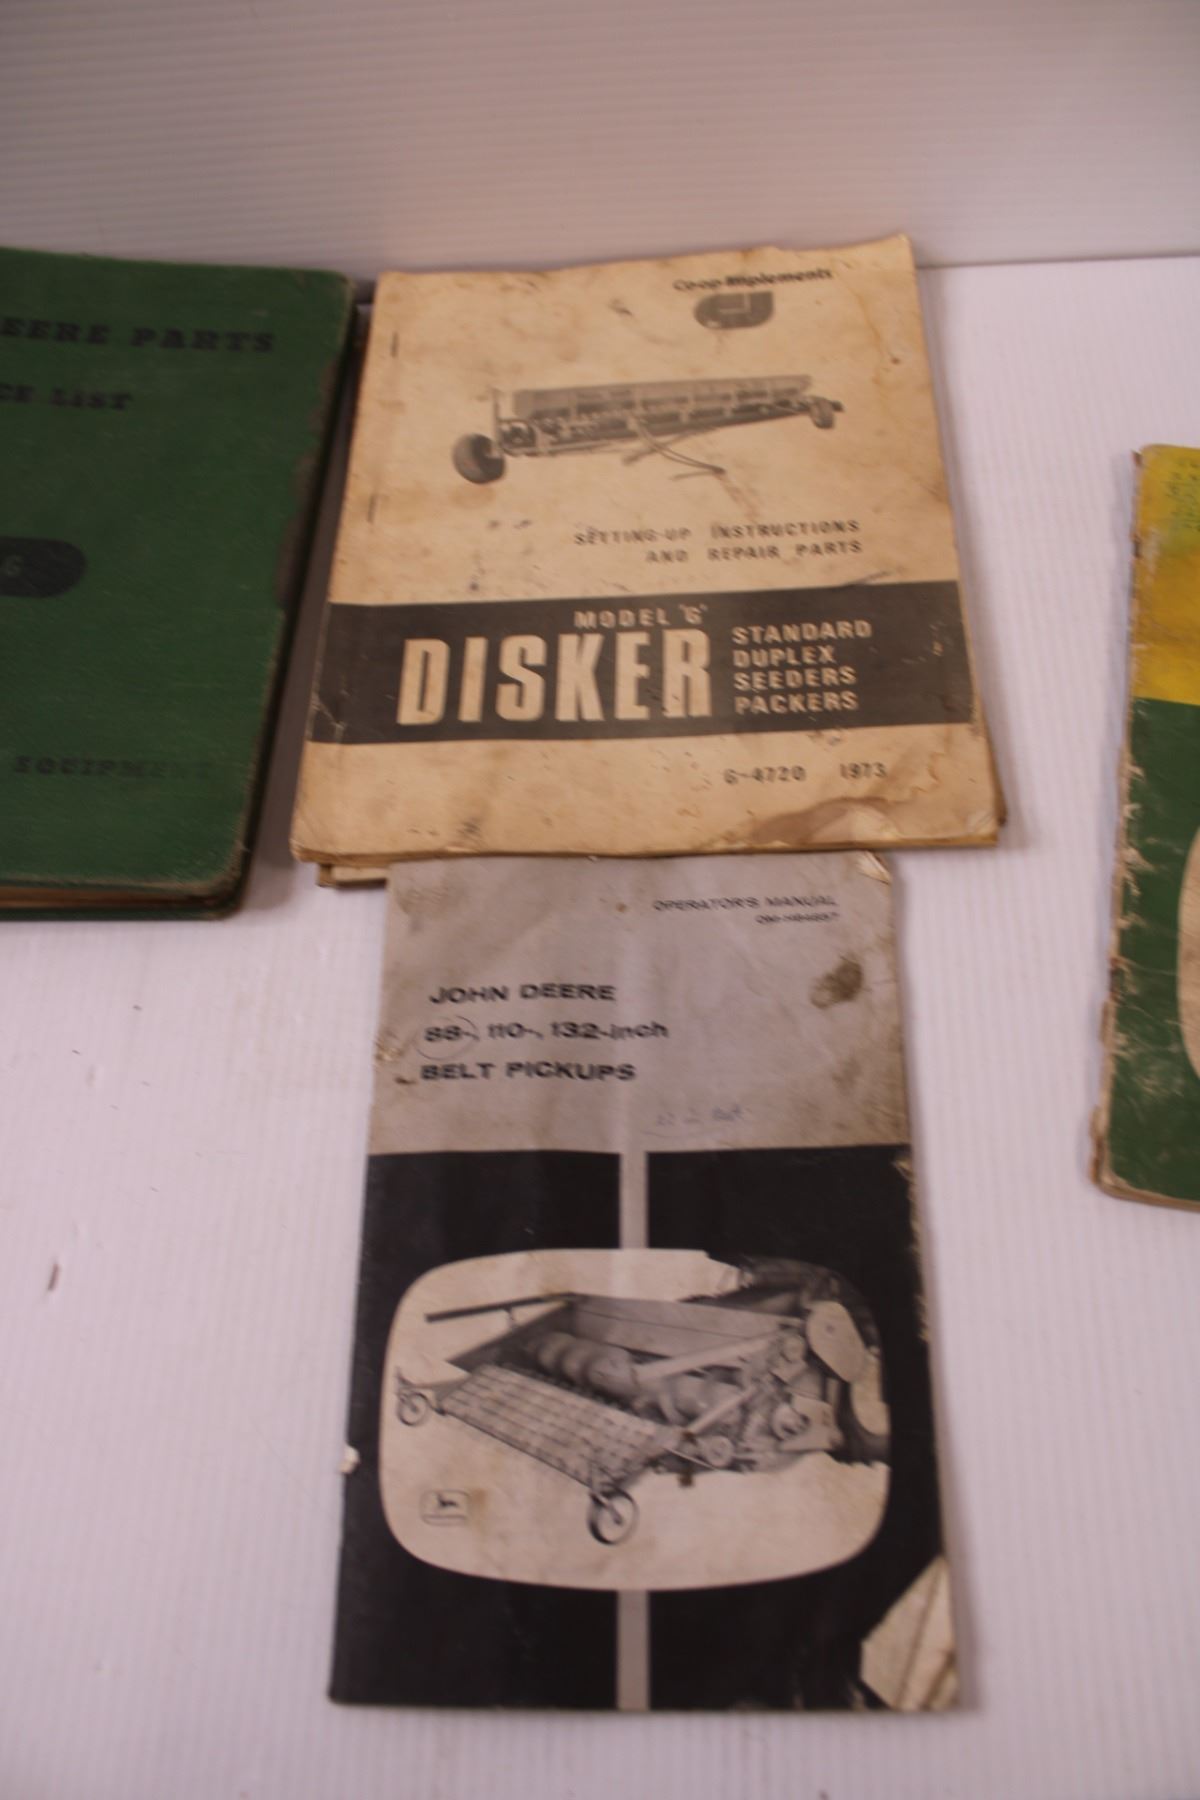 EERE PARTS
CE LIST
G
EQUIPMENT
Co-op Implements
SETTING-UP INSTRUCTIONS
AND REPAIR PARTS
MODEL 'G'
DISKER
STANDARD
DUPLEX
SEEDERS
PACKERS
G-4720 1973
OPERATOR'S MANUAL
JOHN DEERE
88-, 110-, 132-inch
BELT PICKUPS